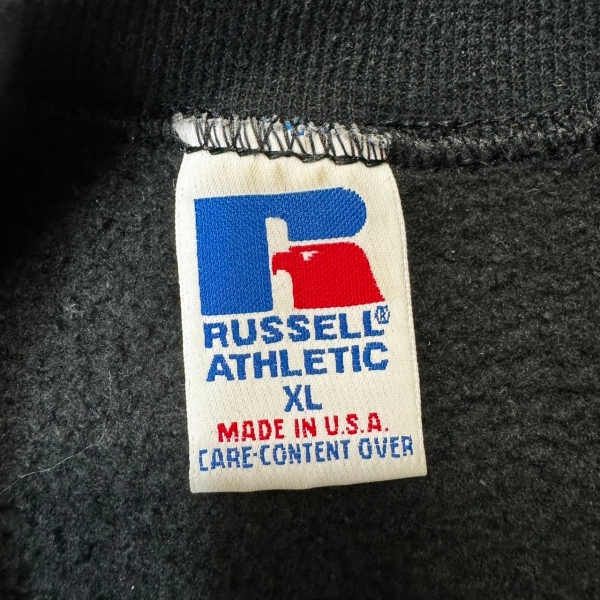 RUSSELL®
ATHLETIC
XL
MADE IN U.S.A.
CARE-CONTENT OVER